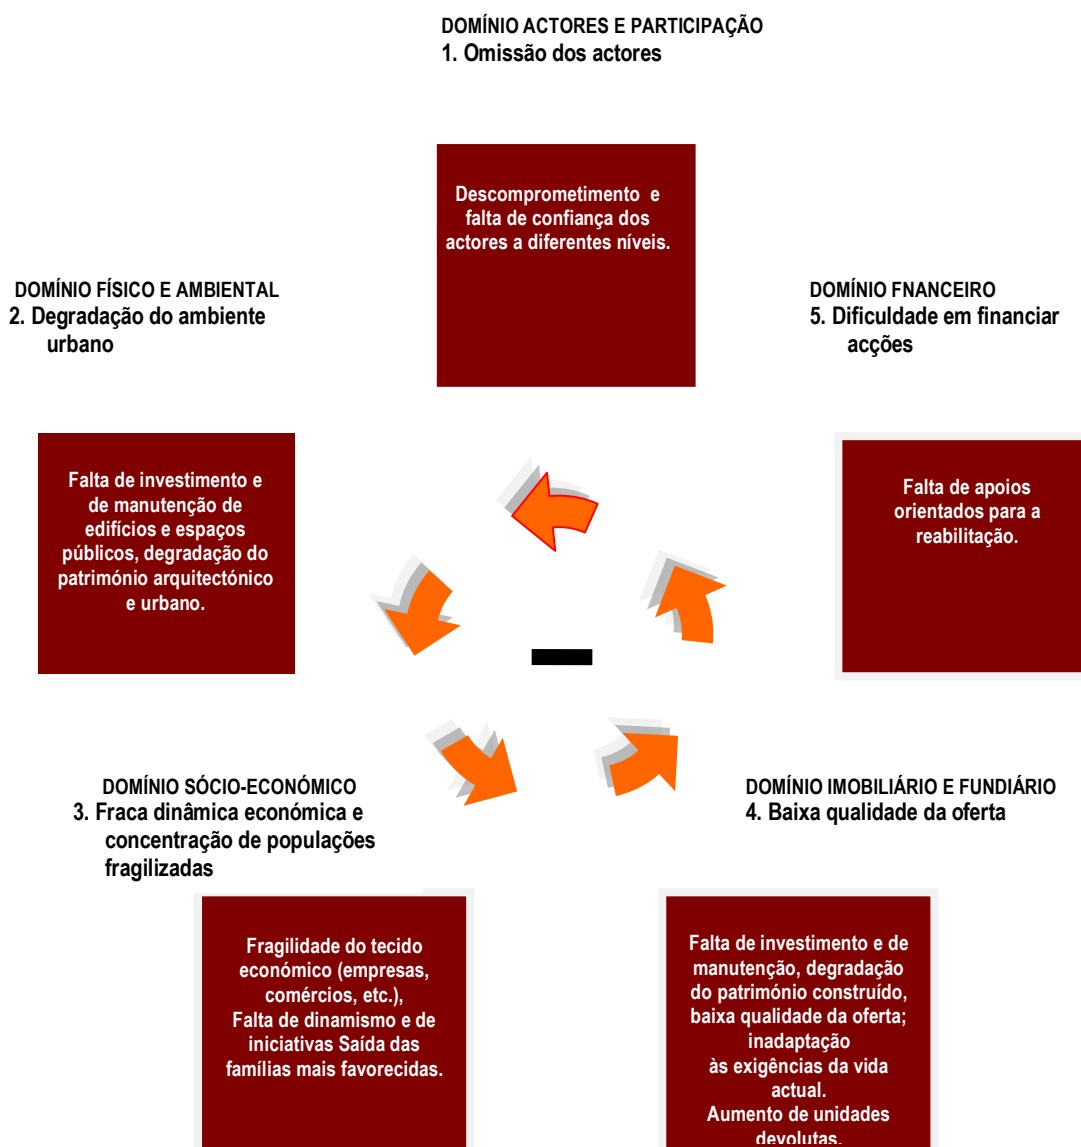 DOMÍNIO ACTORES E PARTICIPAÇÃO
1. Omissão dos actores
Descomprometimento e
falta de confiança dos
actores a diferentes níveis.
DOMÍNIO FÍSICO E AMBIENTAL
2. Degradação do ambiente
urbano
Falta de investimento e
de manutenção de
edifícios e espaços
públicos, degradação do
património arquitectónico
e urbano.
DOMÍNIO SÓCIO-ECONÓMICO
3. Fraca dinâmica económica e
concentração de populações
fragilizadas
Fragilidade do tecido
económico (empresas,
comércios, etc.),
Falta de dinamismo e de
iniciativas Saída das
famílias mais favorecidas.
DOMÍNIO IMOBILIÁRIO E FUNDIÁRIO
4. Baixa qualidade da oferta
Falta de investimento e de
manutenção, degradação
do património construído,
baixa qualidade da oferta;
inadaptação
às exigências da vida
actual.
Aumento de unidades
devolutas.
DOMÍNIO FNANCEIRO
5. Dificuldade em financiar
acções
Falta de apoios
orientados para a
reabilitação.